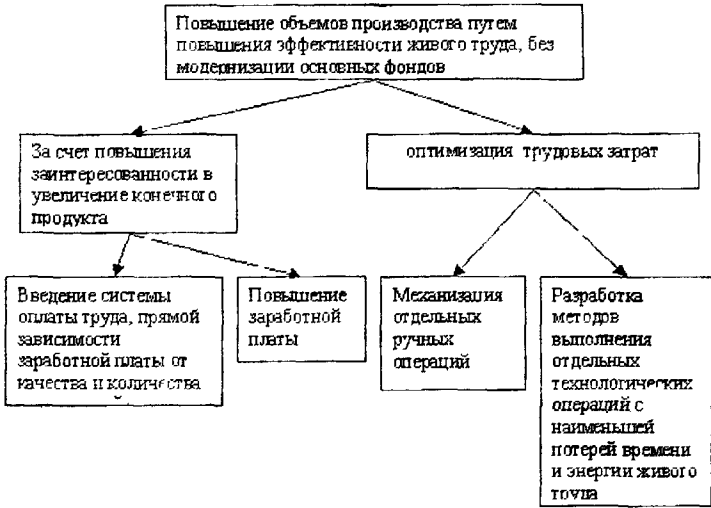 Повышение объемов производства путем
повышения эффективности живого труда, без
модернизации основных фондов
За счет повышения
заинтересованности в
увеличение конечного
продукта
оптимизация трудовых затрат
Введение системы
оплаты труда, прямой
зависимости
заработной платы от
качества и количества
Повышение
заработной
платы
Механизация
отдельных
ручных
операций
Разработка
методов
выполнения
отдельных
технологических
операций с
наименьшей
потерей времени
и энергии живого
труда